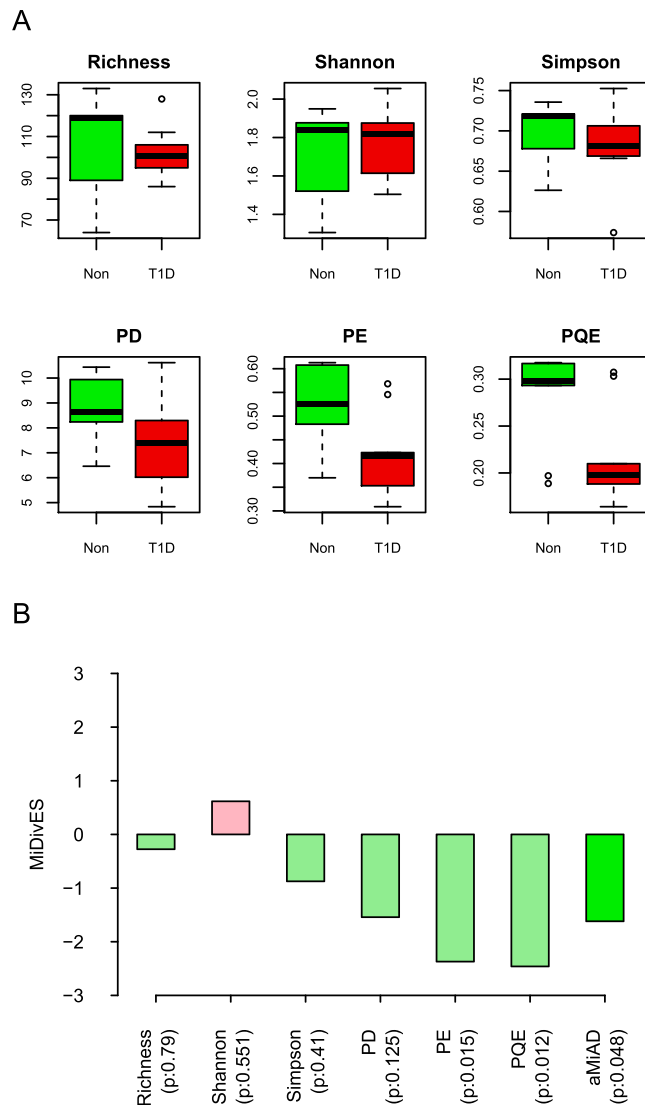 A
Richness
Shannon
Simpson
70
100
110
130
Non
T1D
1.4
1.6
1.8
2.0
Non
T1D
0.60
0.65
0.70
0.75
Non
T1D
PD
PE
PQE
5
6
7
8
9
10
Non
T1D
0.30
0.40
0.50
0.60
Non
T1D
0.20
0.25
0.30
Non
T1D
B
MiDivES
3
2
1
0
−1
−2
−3
Richness
(p:0.79)
Shannon
(p:0.551)
Simpson
(p:0.41)
PD
(p:0.125)
PE
(p:0.015)
PQE
(p:0.012)
aMiAD
(p:0.048)